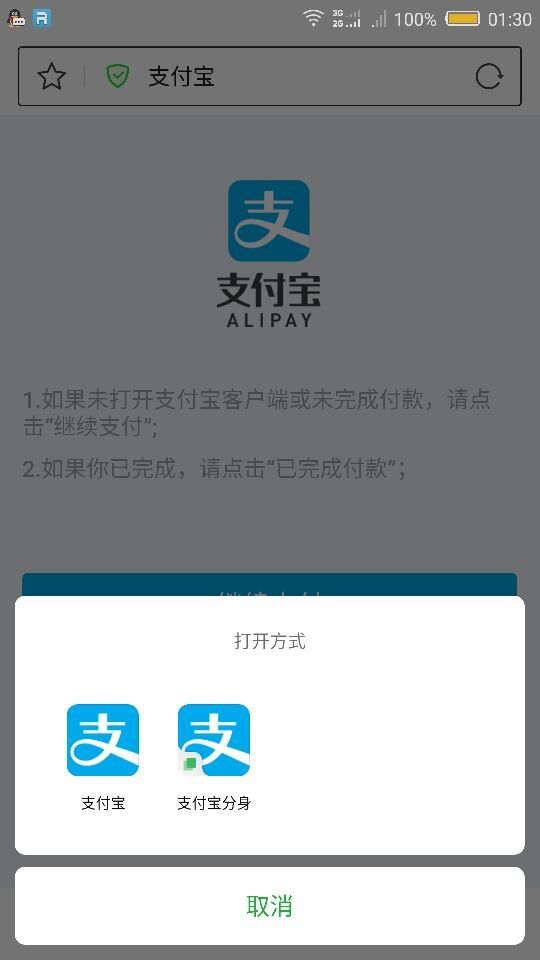 3G
2G
100%
01:30
支付宝
支
支付宝
ALIPAY
1.如果未打开支付宝客户端或未完成付款，请点
击“继续支付”;
2.如果你已完成，请点击“已完成付款”；
打开方式
支 支
支付宝 支付宝分身
取消